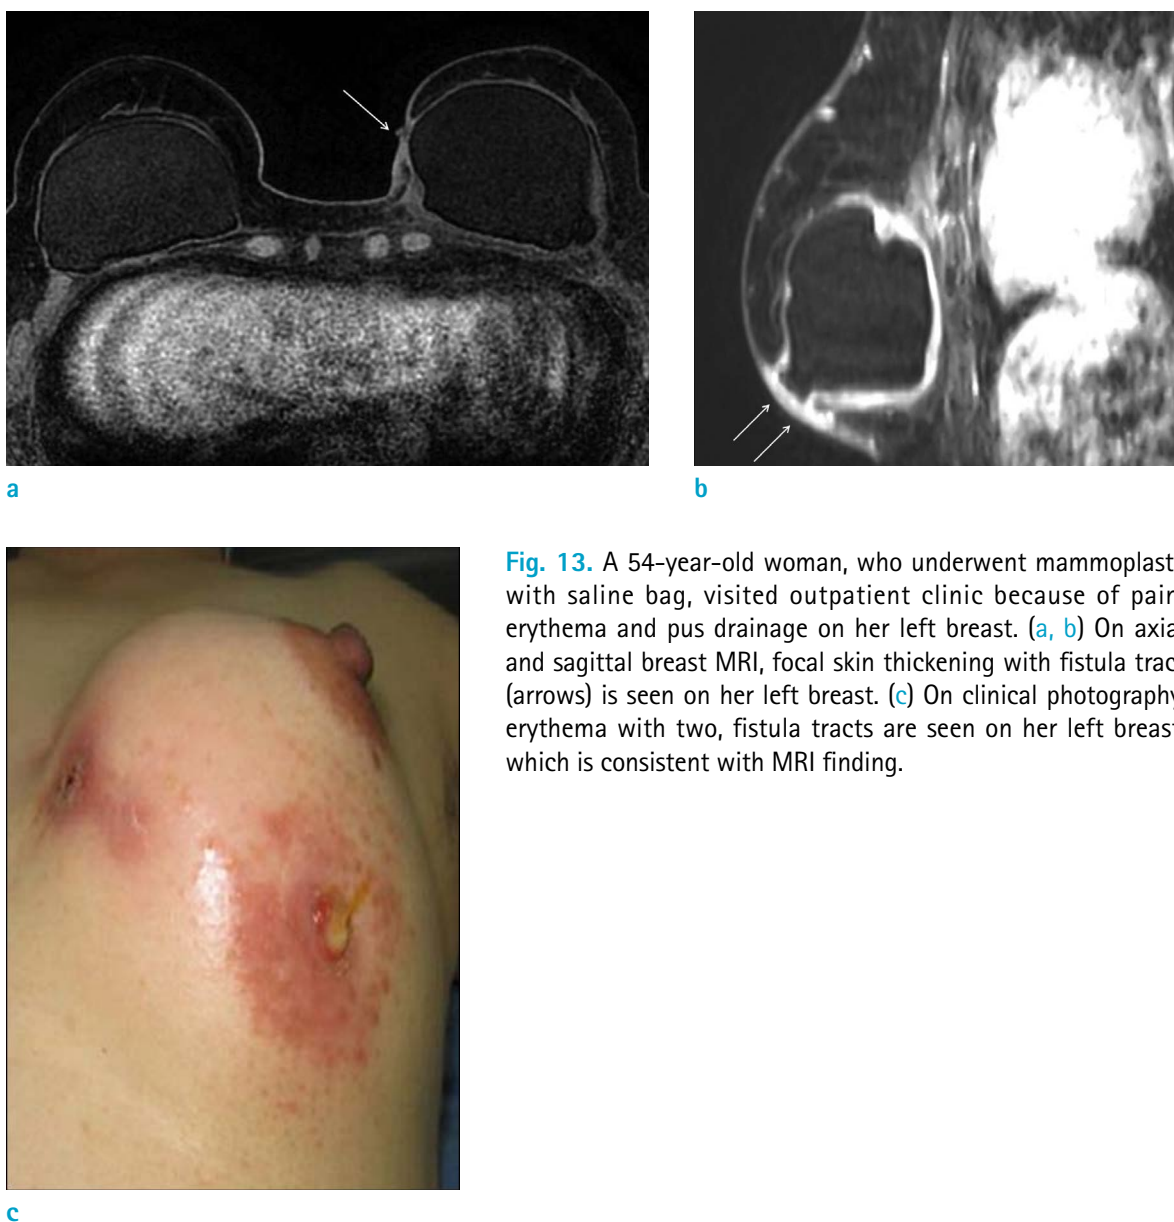 a
b
Fig. 13. A 54-year-old woman, who underwent mammoplast
with saline bag, visited outpatient clinic because of pain
erythema and pus drainage on her left breast. (a, b) On axia
and sagittal breast MRI, focal skin thickening with fistula trac
(arrows) is seen on her left breast. (c) On clinical photography
erythema with two, fistula tracts are seen on her left breast
which is consistent with MRI finding.
c